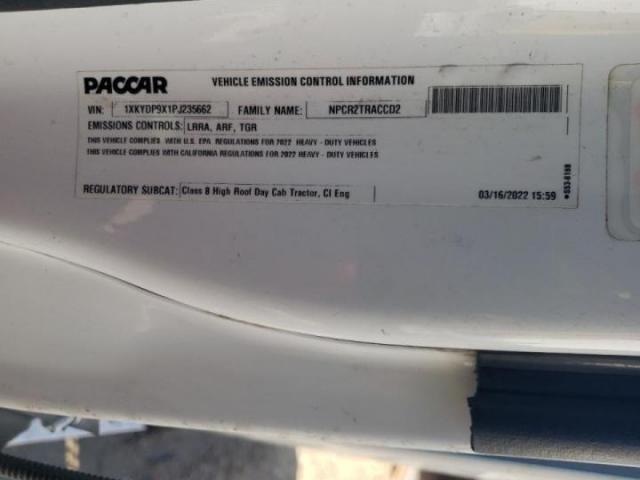 PACCAR VEHICLE EMISSION CONTROL INFORMATION
VIN: 1XKYDP9X1PJ235662 FAMILY NAME: NPCR2TRACCD2
EMISSIONS CONTROLS: LRRA, ARF, TGR
THIS VEHICLE COMPLIES WITH U.S. EPA REGULATIONS FOR 2022 HEAVY - DUTY VEHICLES
THIS VEHICLE COMPLIES WITH CALIFORNIA REGULATIONS FOR 2022 HEAVY - DUTY VEHICLES
REGULATORY SUBCAT: Class 8 High Roof Day Cab Tractor, CI Eng
03/16/2022 15:59